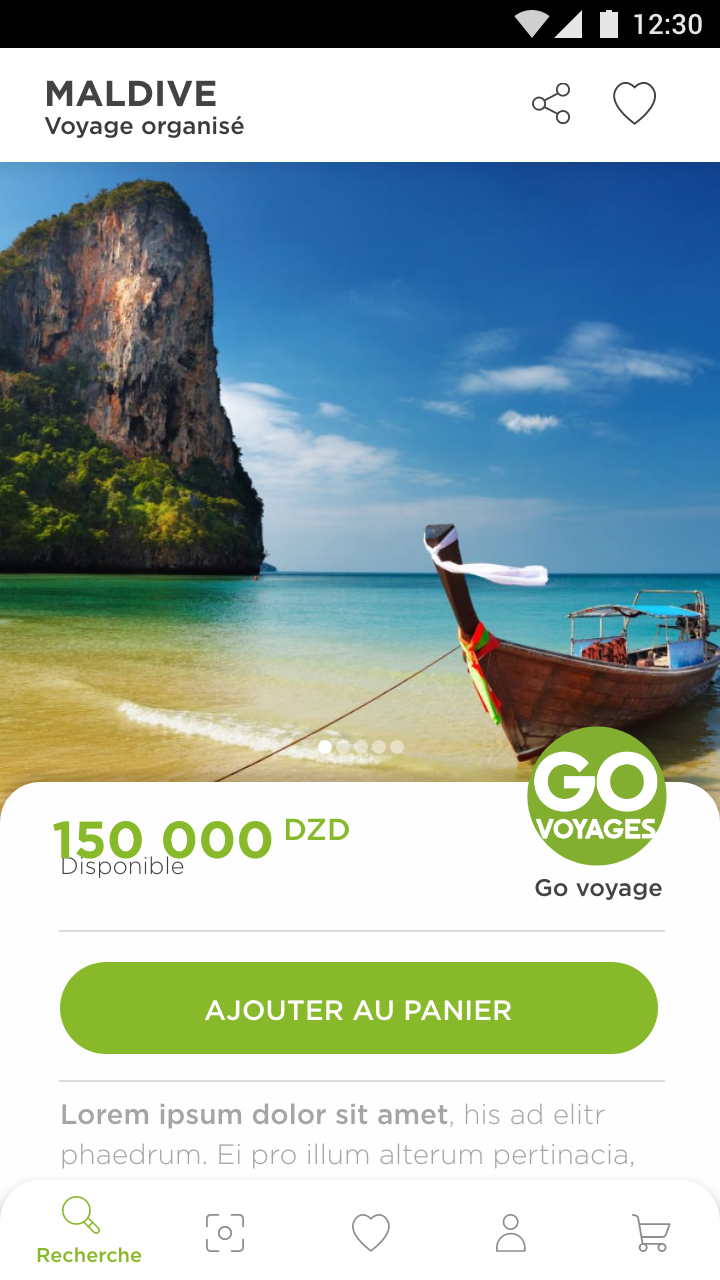 12:30
MALDIVE
Voyage organisé
150 000 DZD
Disponible
GO
VOYAGES
Go voyage
AJOUTER AU PANIER
Lorem ipsum dolor sit amet, his ad elitr
phaedrum. Ei pro illum alterum pertinacia,
Recherche